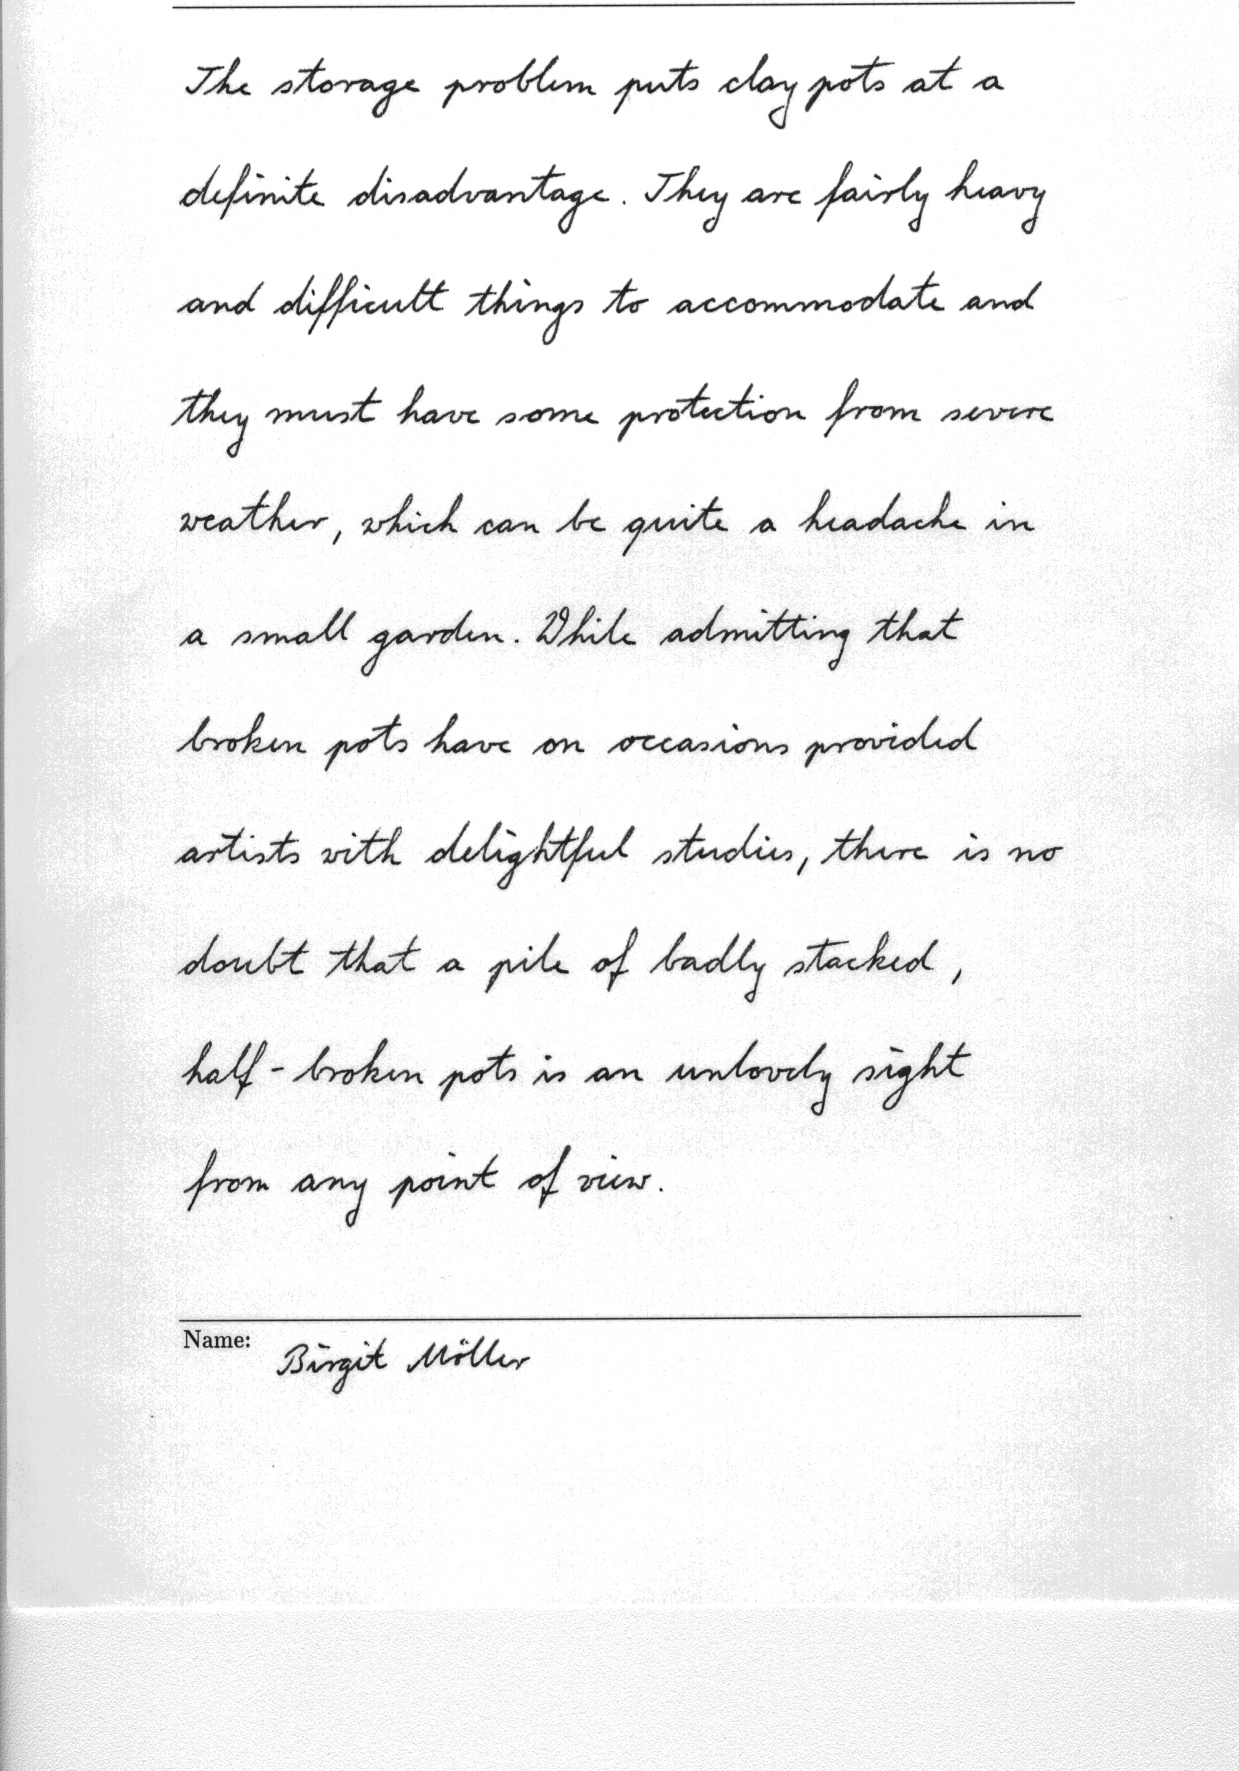 The storage problem puts clay pots at a
definite disadvantage. They are fairly heavy
and difficult things to accommodate and
they must have some protection from severe
weather, which can be quite a headache in
a small garden. While admitting that
broken pots have on occasions provided
artists with delightful studies, there is no
doubt that a pile of badly stacked,
half-broken pots is an unlovely sight
from any point of view.
Name: Birgit Möller